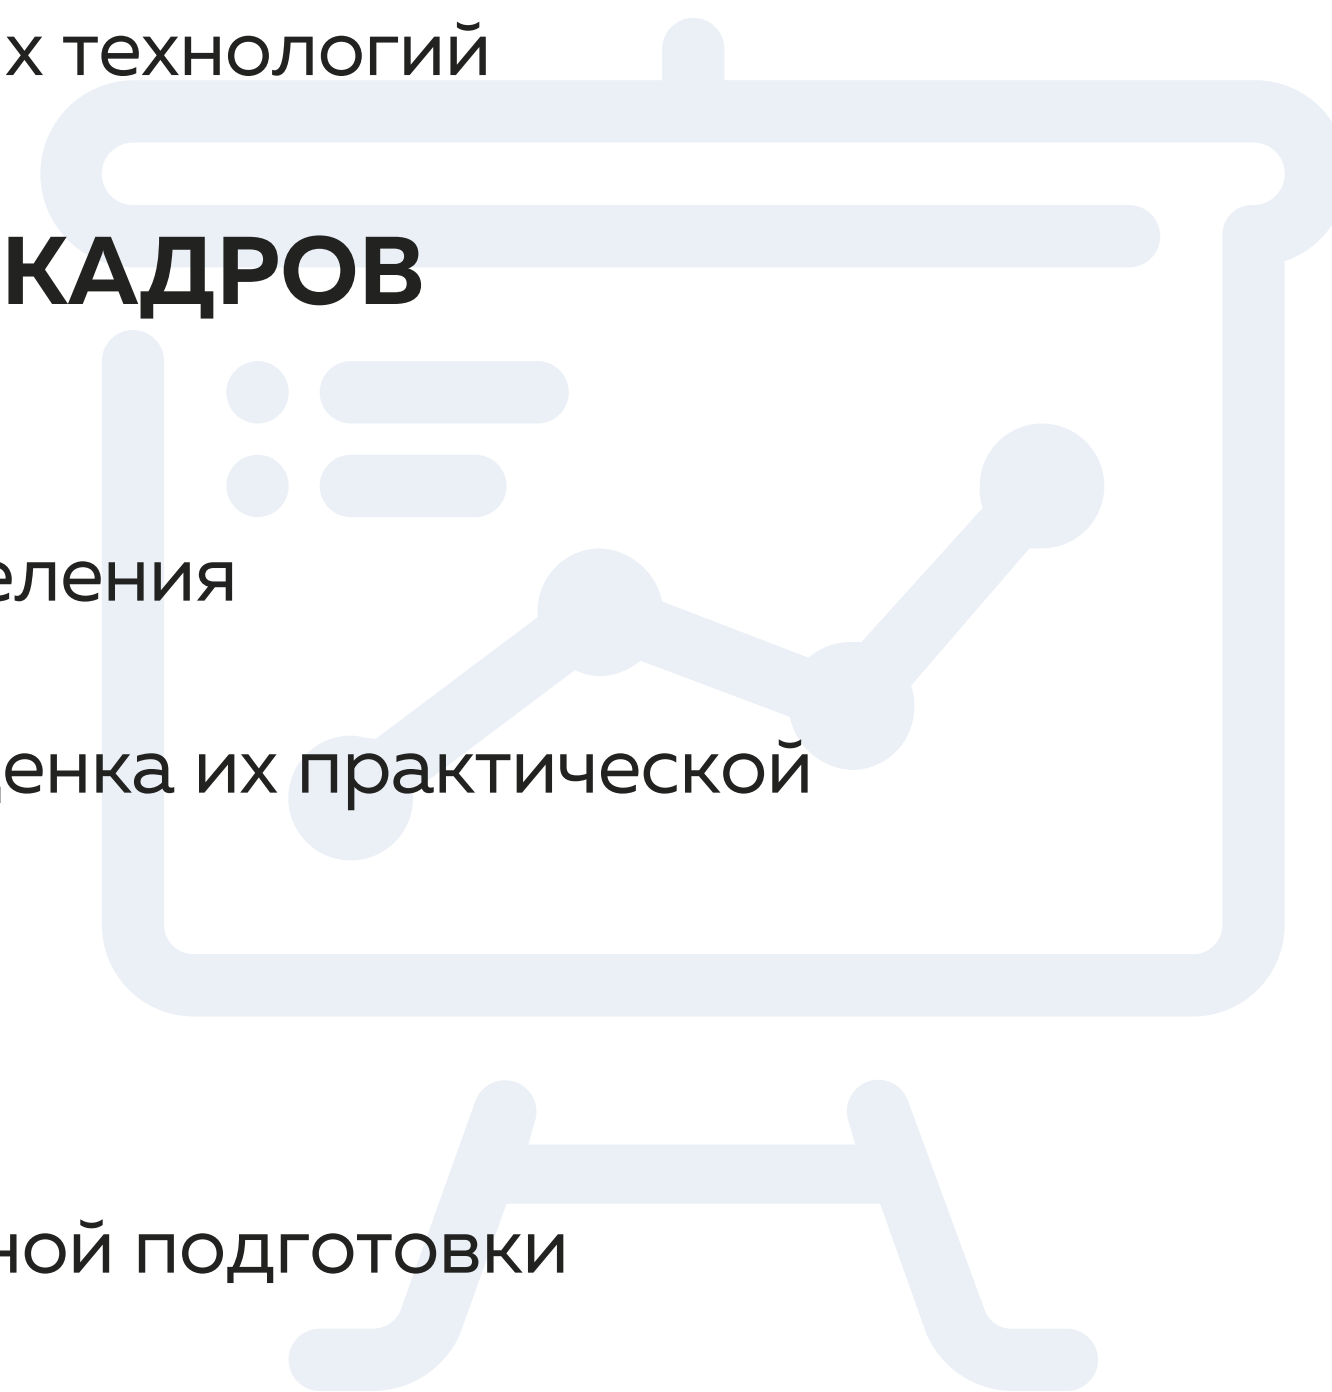 х технологий
КАДРОВ
еления
ценка их практической
ной подготовки